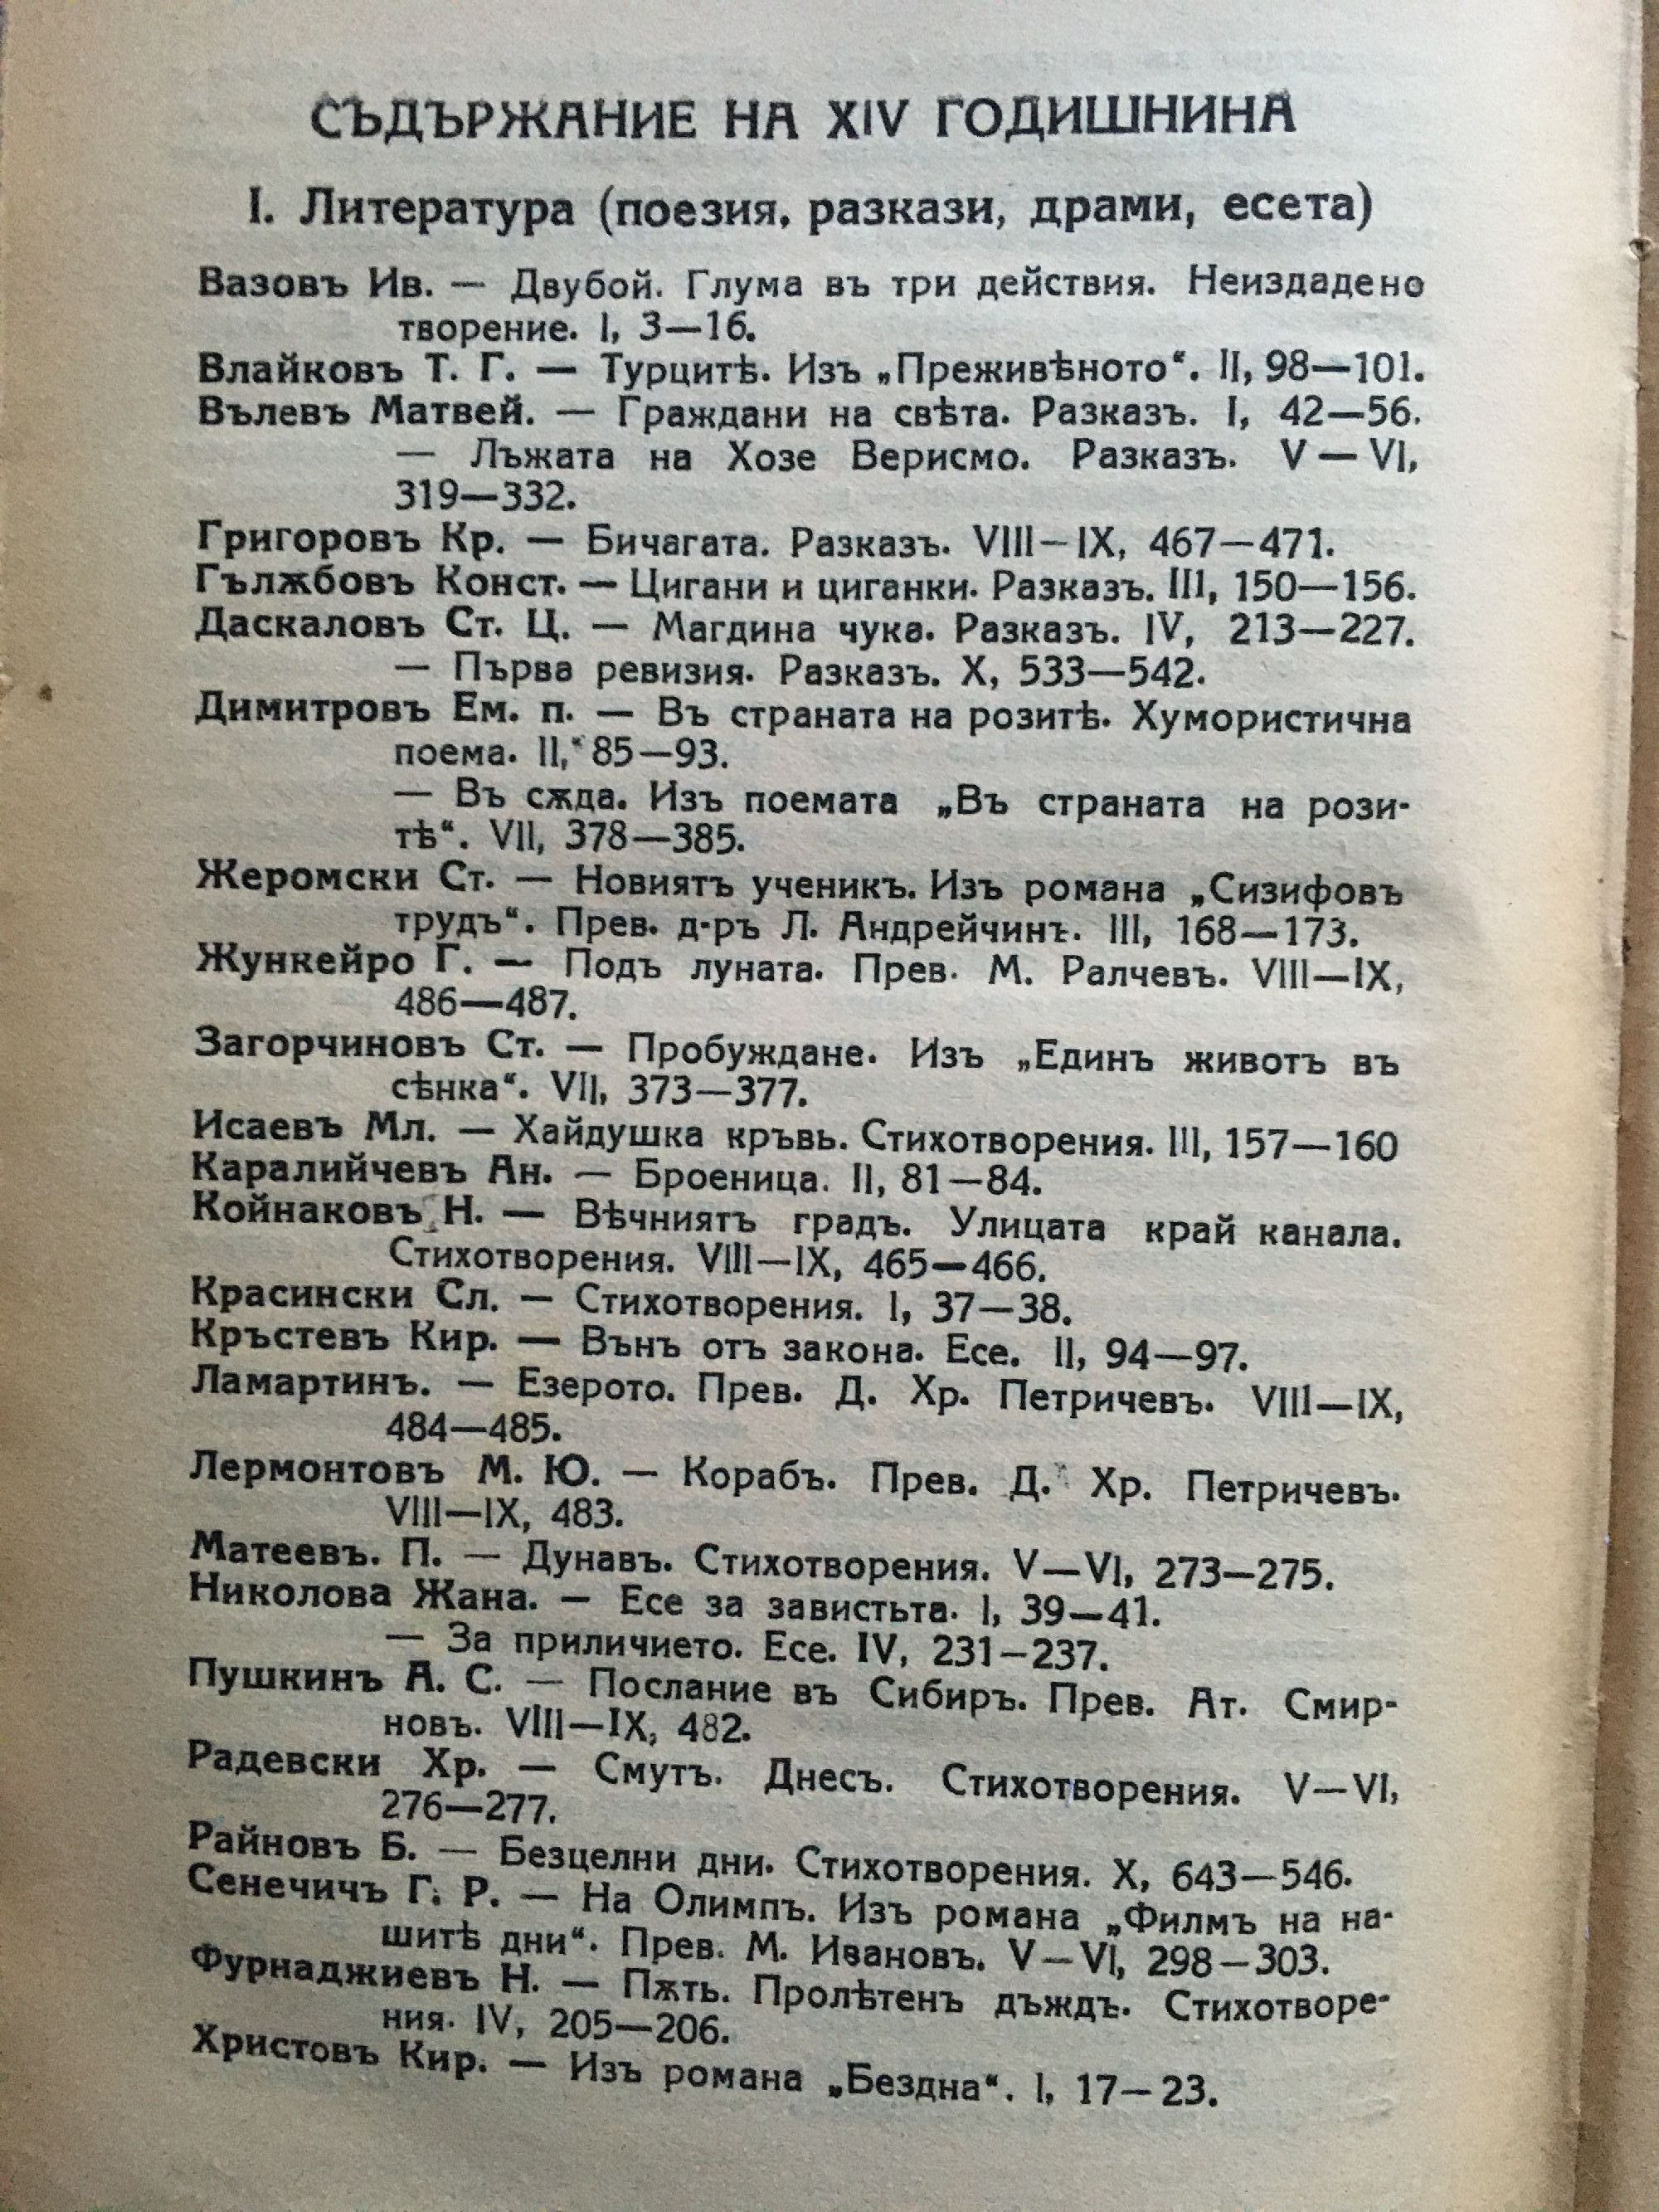 СЪДЪРЖАНИЕ НА XIV ГОДИШНИНА
I. Литература (поезия, разкази, драми, есета)
Вазовъ Ив. — Двубой. Глума въ три действия. Неиздадено
творение. I, 3—16.
Влайковъ Т. Г. — Турцитѣ. Изъ „Преживѣното“. II, 98—101.
Вълевъ Матвей. — Граждани на свѣта. Разказъ. I, 42—56.
— Лъжата на Хозе Верисмо. Разказъ. V — VI,
319—332.
Григоровъ Кр. — Бичагата. Разказъ. VIII—IX, 467—471.
Гълѫбовъ Конст. — Цигани и циганки. Разказъ. III, 150—156.
Даскаловъ Ст. Ц. — Магдина чука. Разказъ. IV, 213—227.
— Първа ревизия. Разказъ. X, 533—542.
Димитровъ Ем. п. — Въ страната на розитѣ. Хумористична
поема. II, 85—93.
— Въ сѫда. Изъ поемата „Въ страната на рози-
тѣ“. VII, 378—385.
Жеромски Ст. — Новиятъ ученикъ. Изъ романа „Сизифовъ
трудъ“. Прев. д-ръ Л. Андрейчинъ. III, 168—173.
Жункейро Г. — Подъ луната. Прев. М. Ралчевъ. VIII—IX,
486—487.
Загорчиновъ Ст. — Пробуждане. Изъ „Единъ животъ въ
сѣнка“. VII, 373—377.
Исаевъ Мл. — Хайдушка кръвь. Стихотворения. III, 157—160
Каралийчевъ Ан. — Броеница. II, 81—84.
Койнаковъ Н. — Вѣчниятъ градъ. Улицата край канала.
Стихотворения. VIII—IX, 465—466.
Красински Сл. — Стихотворения. I, 37—38.
Кръстевъ Кир. — Вънъ отъ закона. Есе. II, 94—97.
Ламартинъ. — Езерото. Прев. Д. Хр. Петричевъ. VIII—IX,
484—485.
Лермонтовъ М. Ю. — Корабъ. Прев. Д. Хр. Петричевъ.
VIII—IX, 483.
Матеевъ. П. — Дунавъ. Стихотворения. V—VI, 273—275.
Николова Жана. — Есе за завистьта. I, 39—41.
— За приличието. Есе. IV, 231—237.
Пушкинъ А. С. — Послание въ Сибиръ. Прев. Ат. Смир-
новъ. VIII—IX, 482.
Радевски Хр. — Смутъ. Днесъ. Стихотворения. V—VI,
276—277.
Райновъ Б. — Безцелни дни. Стихотворения. X, 643—546.
Сенечичъ Г. Р. — На Олимпъ. Изъ романа „Филмъ на на-
шитѣ дни“. Прев. М. Ивановъ. V—VI, 298—303.
Фурнаджиевъ Н. — Пѫть. Пролѣтенъ дъждъ. Стихотворе-
ния. IV, 205—206.
Христовъ Кир. — Изъ романа „Бездна“. I, 17—23.